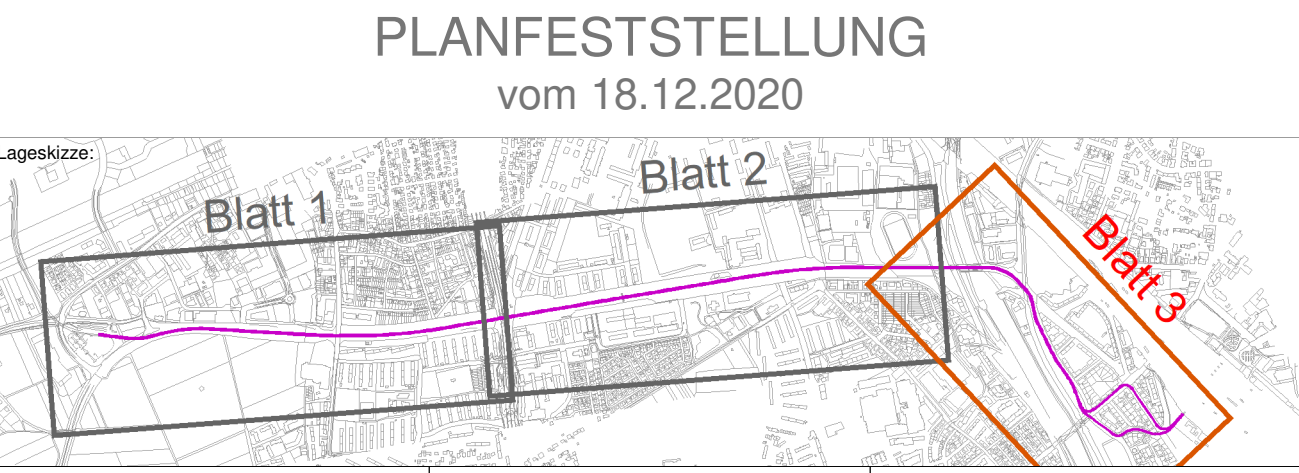 PLANFESTSTELLUNG
vom 18.12.2020
Lageskizze:
Blatt 1
Blatt 2
Blatt 3